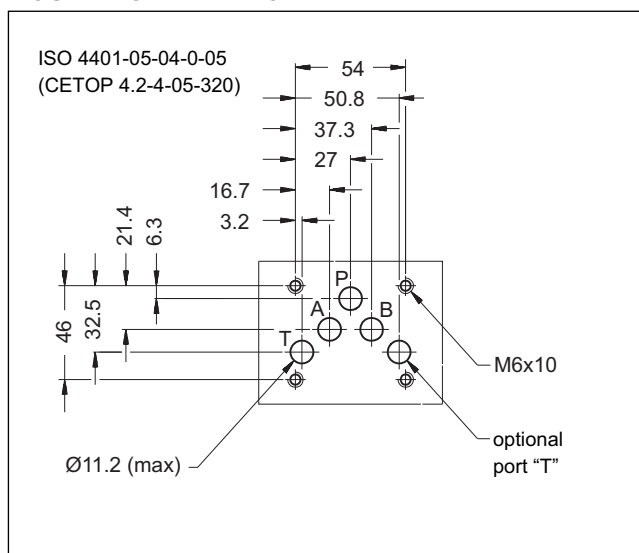 ISO 4401-05-04-0-05
(CETOP 4.2-4-05-320)
54
50.8
37.3
27
16.7
3.2
21.4
6.3
46
32.5
P
A
B
T
M6x10
Ø11.2 (max)
optional
port “T”